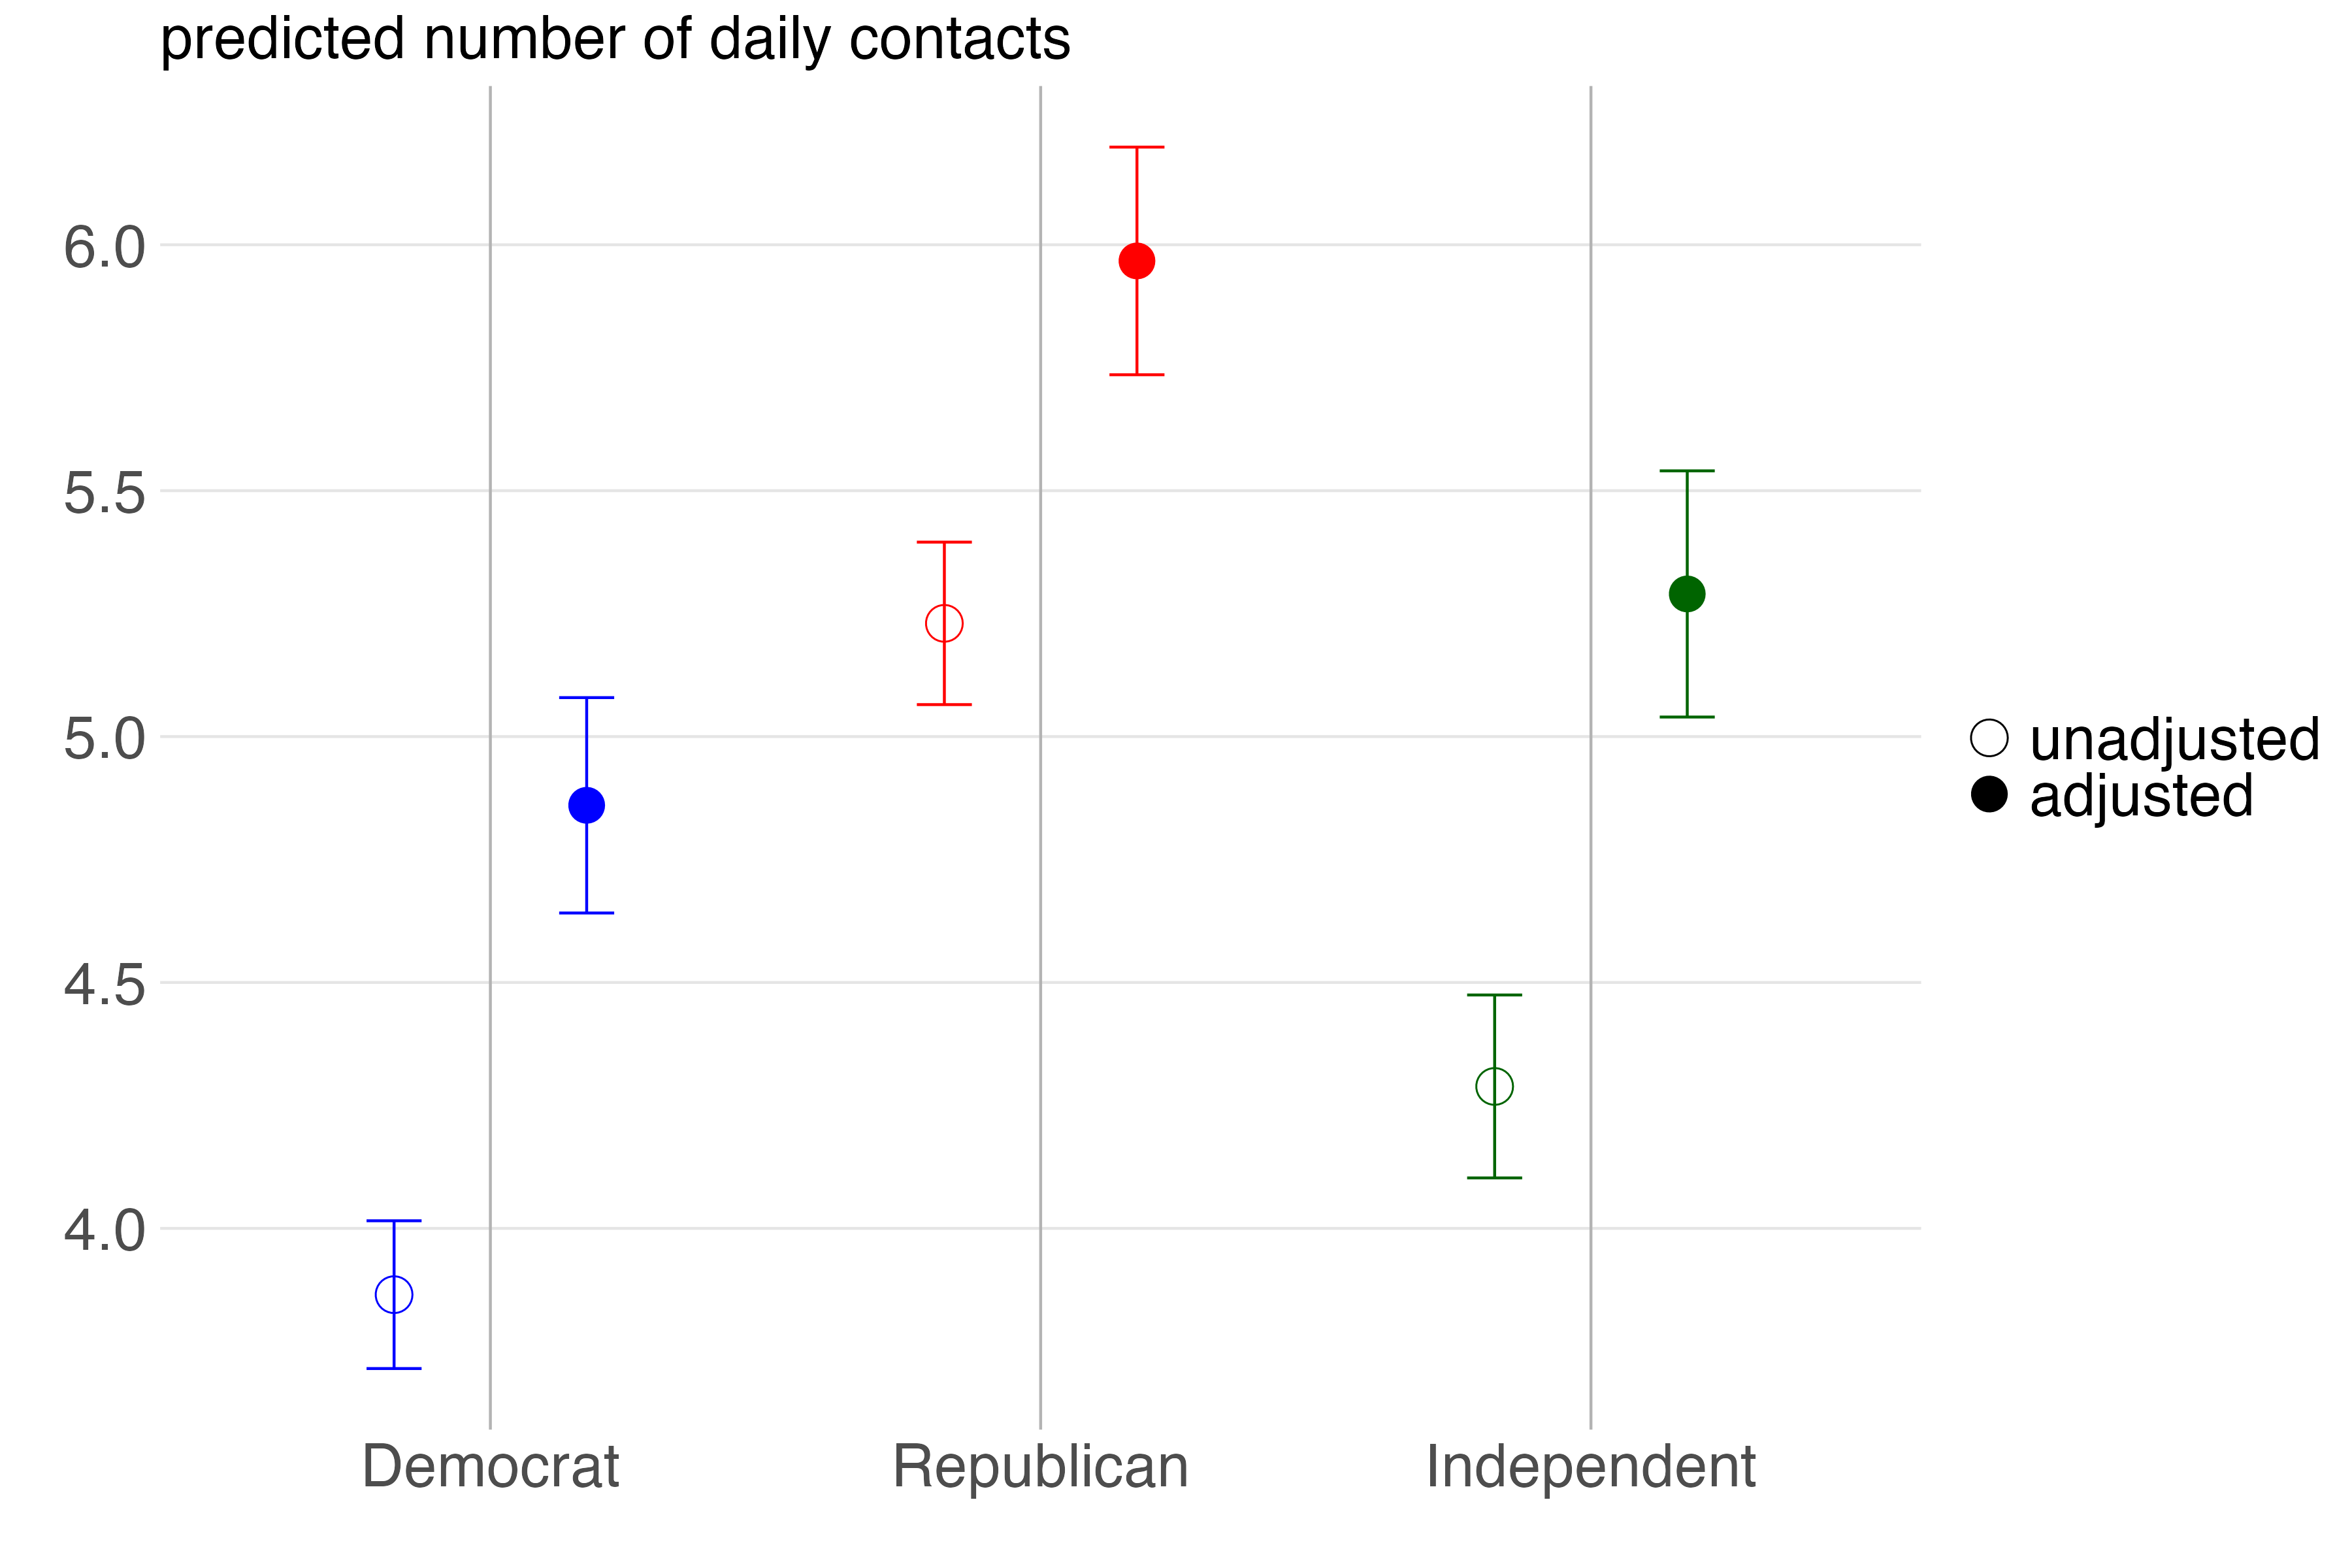 predicted number of daily contacts
6.0
5.5
5.0
4.5
4.0
Democrat
Republican
Independent
unadjusted
adjusted